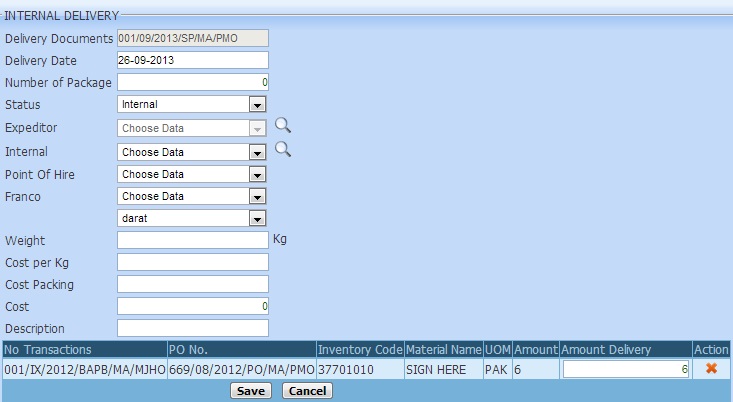 INTERNAL DELIVERY
Delivery Documents 001/09/2013/SP/MA/PMO
Delivery Date 26-09-2013
Number of Package 0
Status Internal
Expeditor Choose Data
Internal Choose Data
Point Of Hire Choose Data
Franco Choose Data
darat
Weight Kg
Cost per Kg
Cost Packing
Cost 0
Description
No Transactions PO No. Inventory Code Material Name UOM Amount Amount Delivery Action
001/IX/2012/BAPB/MA/MJHO 669/08/2012/PO/MA/PMO 37701010 SIGN HERE PAK 6 6
Save Cancel